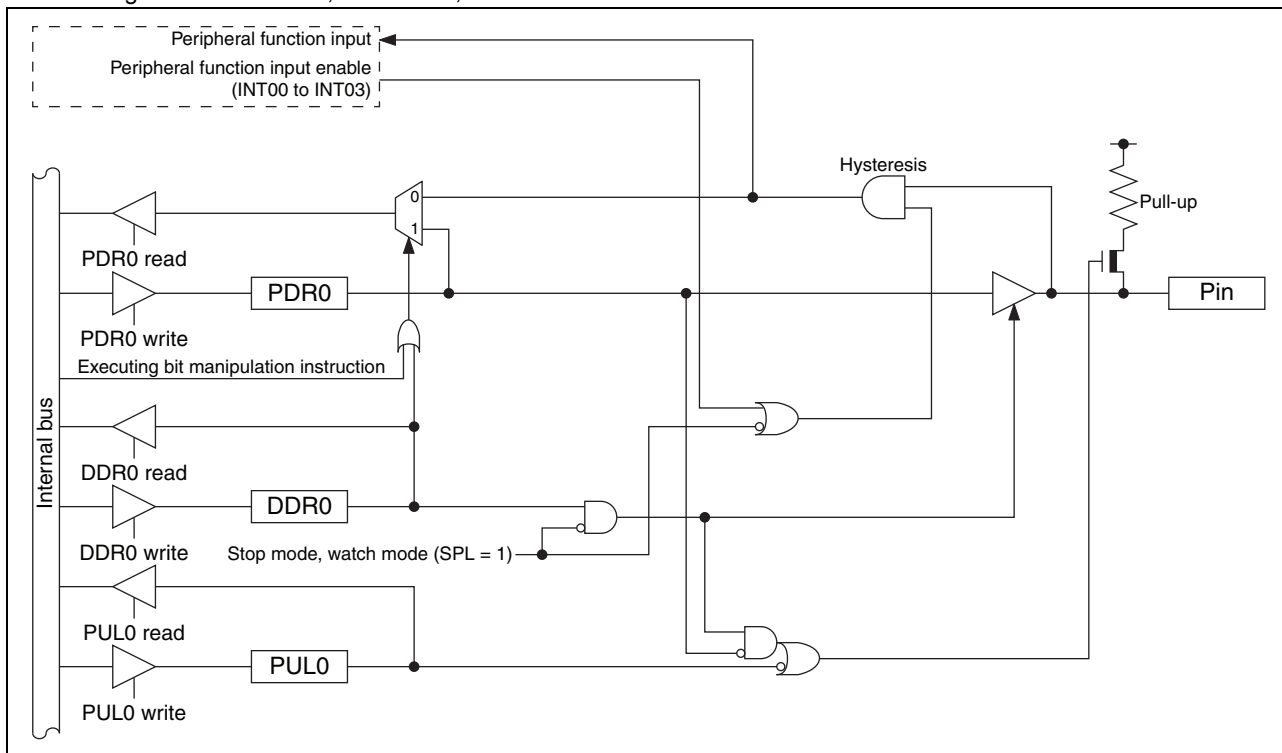 Peripheral function input
Peripheral function input enable
(INT00 to INT03)
Hysteresis
0
1
Pull-up
PDR0 read
PDR0
Pin
PDR0 write
Executing bit manipulation instruction
Internal bus
DDR0 read
DDR0
DDR0 write
Stop mode, watch mode (SPL = 1)
PUL0 read
PUL0
PUL0 write